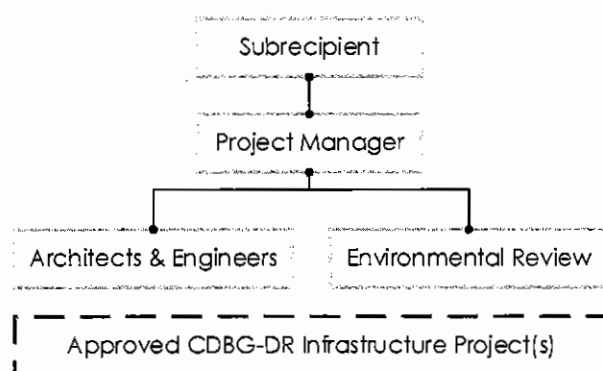 Subrecipient
Project Manager
Architects & Engineers
Environmental Review
Approved CDBG-DR Infrastructure Project(s)